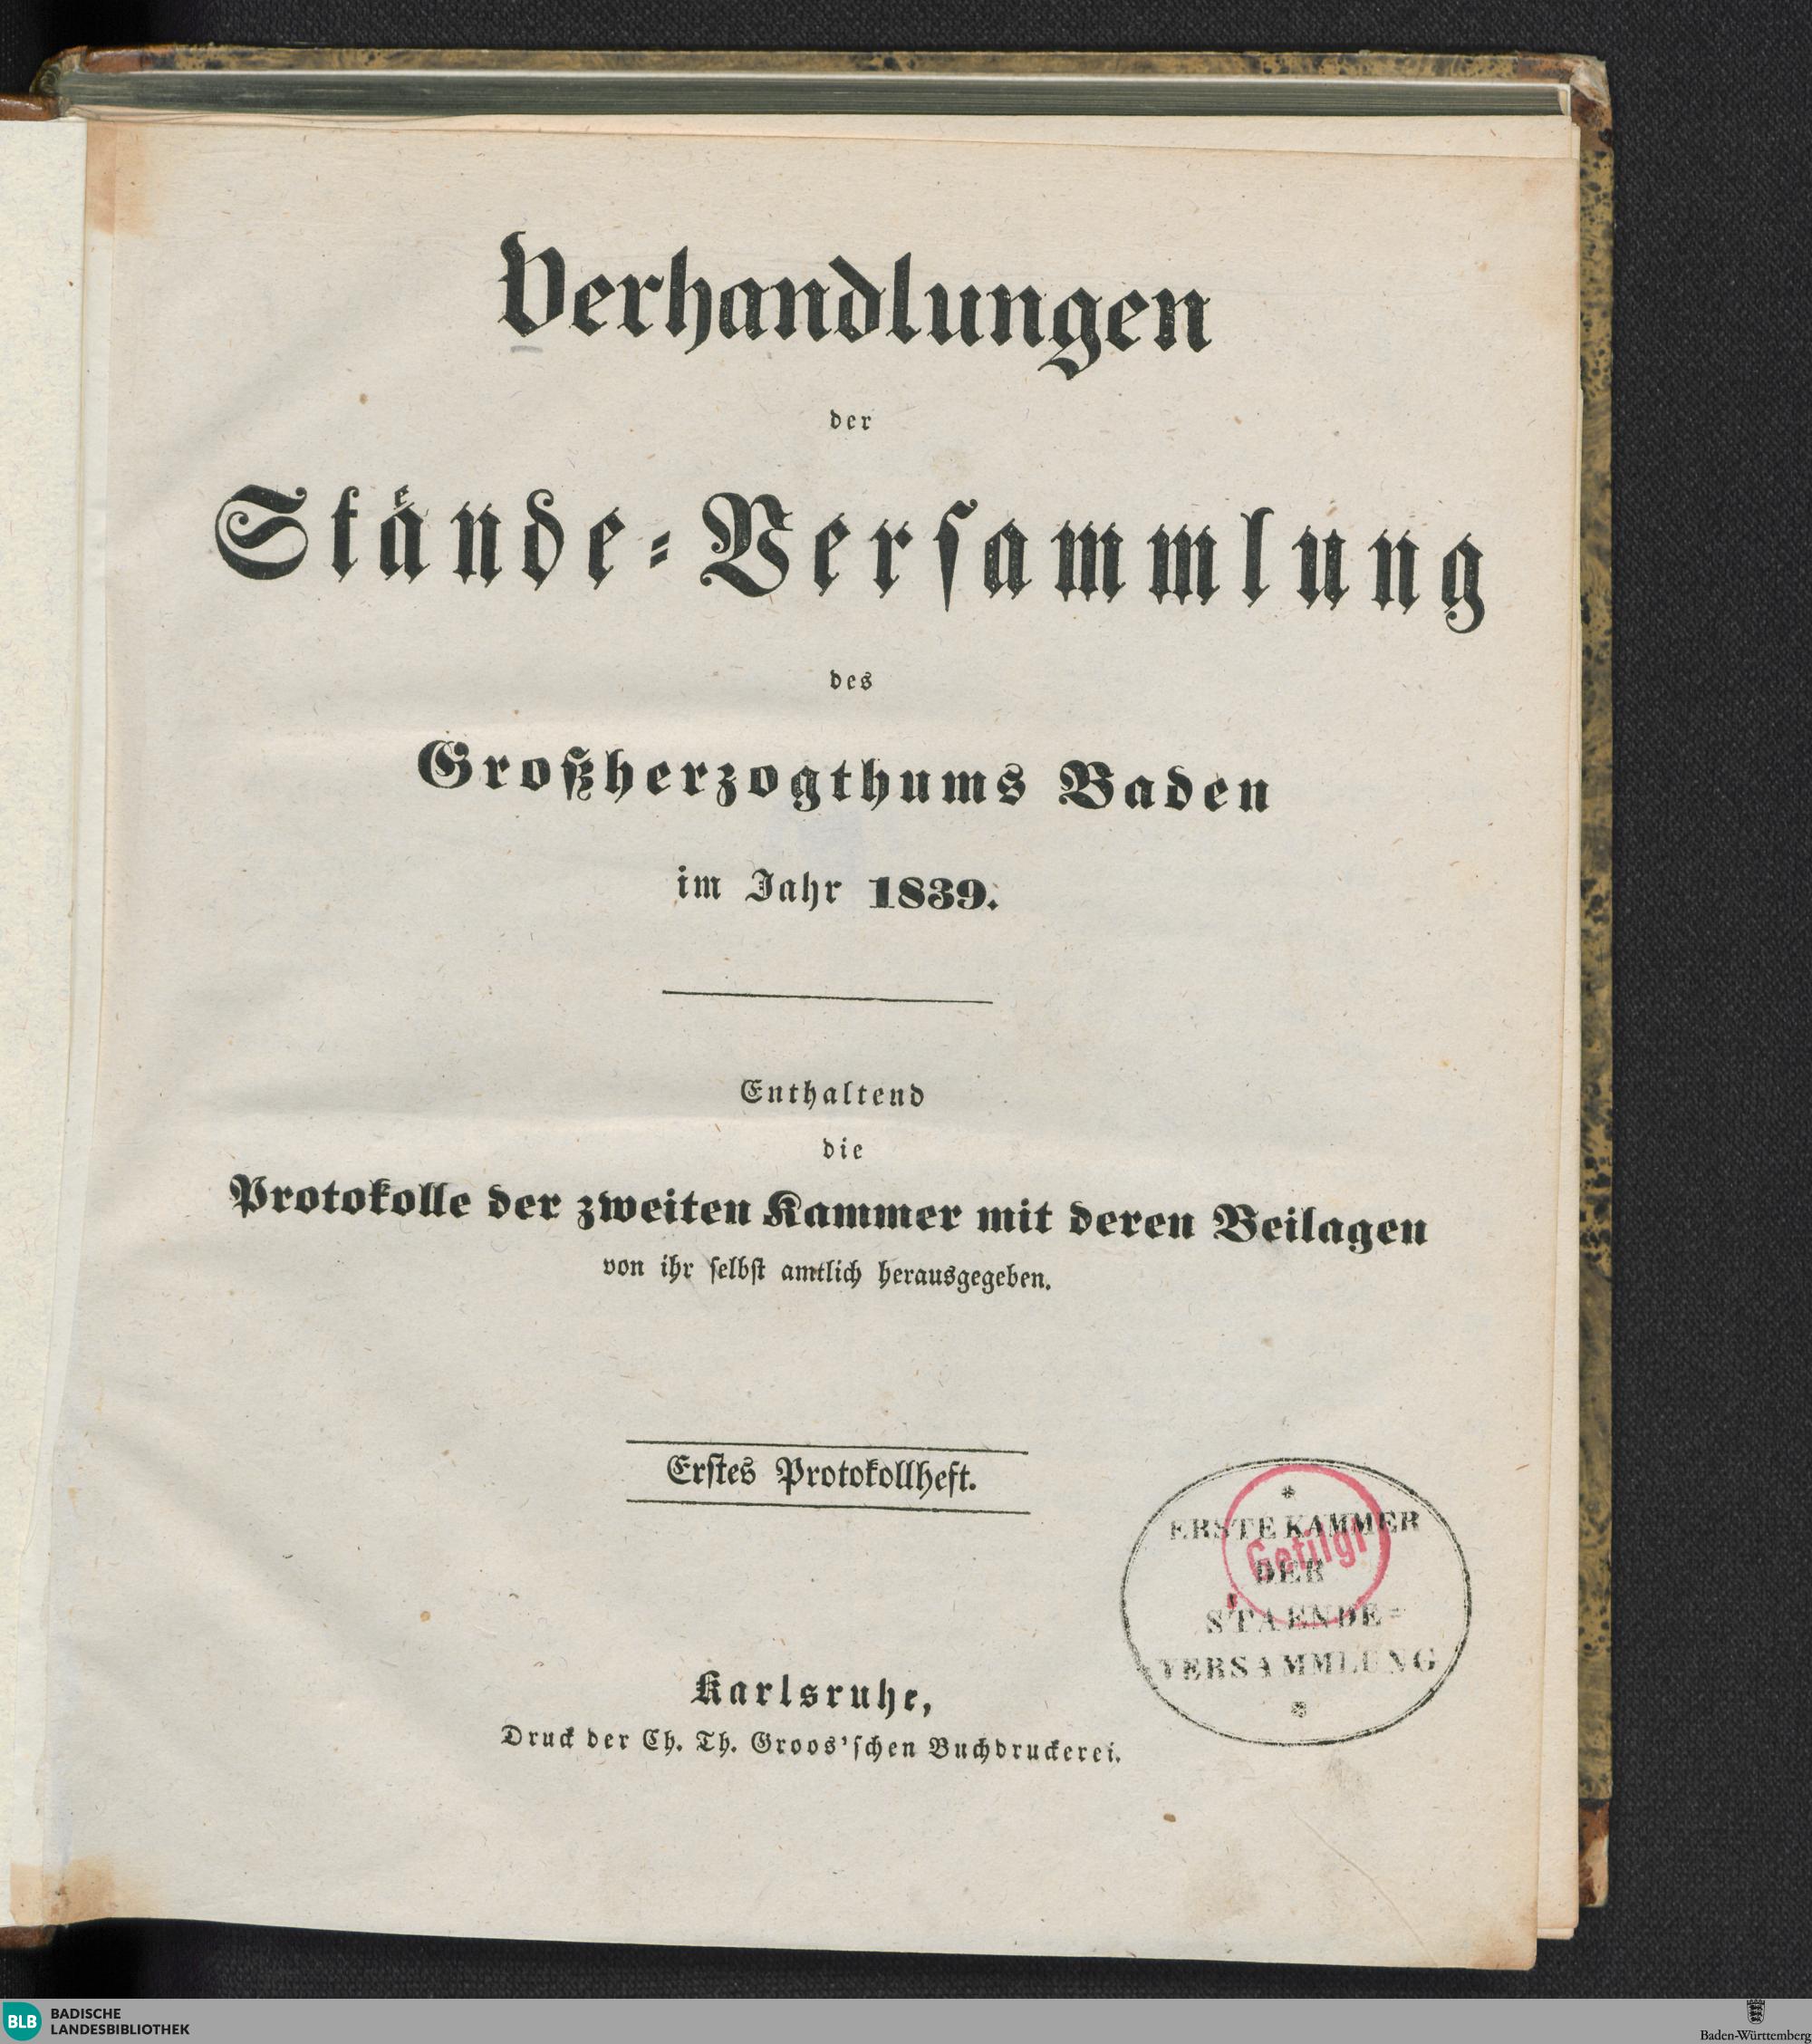 Verhandlungen
der
Stände-Versammlung
des
Großherzogthums Baden
im Jahr 1839.
Enthaltend
die
Protokolle der zweiten Kammer mit deren Beilagen
von ihr selbst amtlich herausgegeben.
Erstes Protokollheft.
ERSTE KAMMER
Getilgt
DER
STAENDE=
VERSAMMLUNG
Karlsruhe,
Druck der Ch. Th. Groos'schen Buchdruckerei.
BLB
BADISCHE
LANDESBIBLIOTHEK
Baden-Württemberg